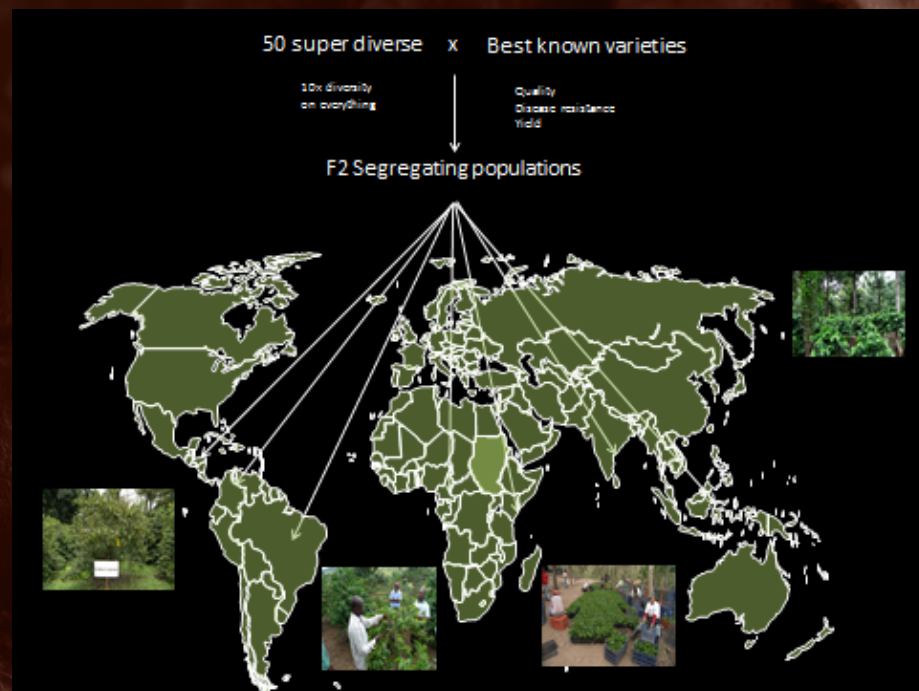 50 super diverse x Best known varieties
10x diversity
on everything
Quality
Disease resistance
Yield
F2 Segregating populations